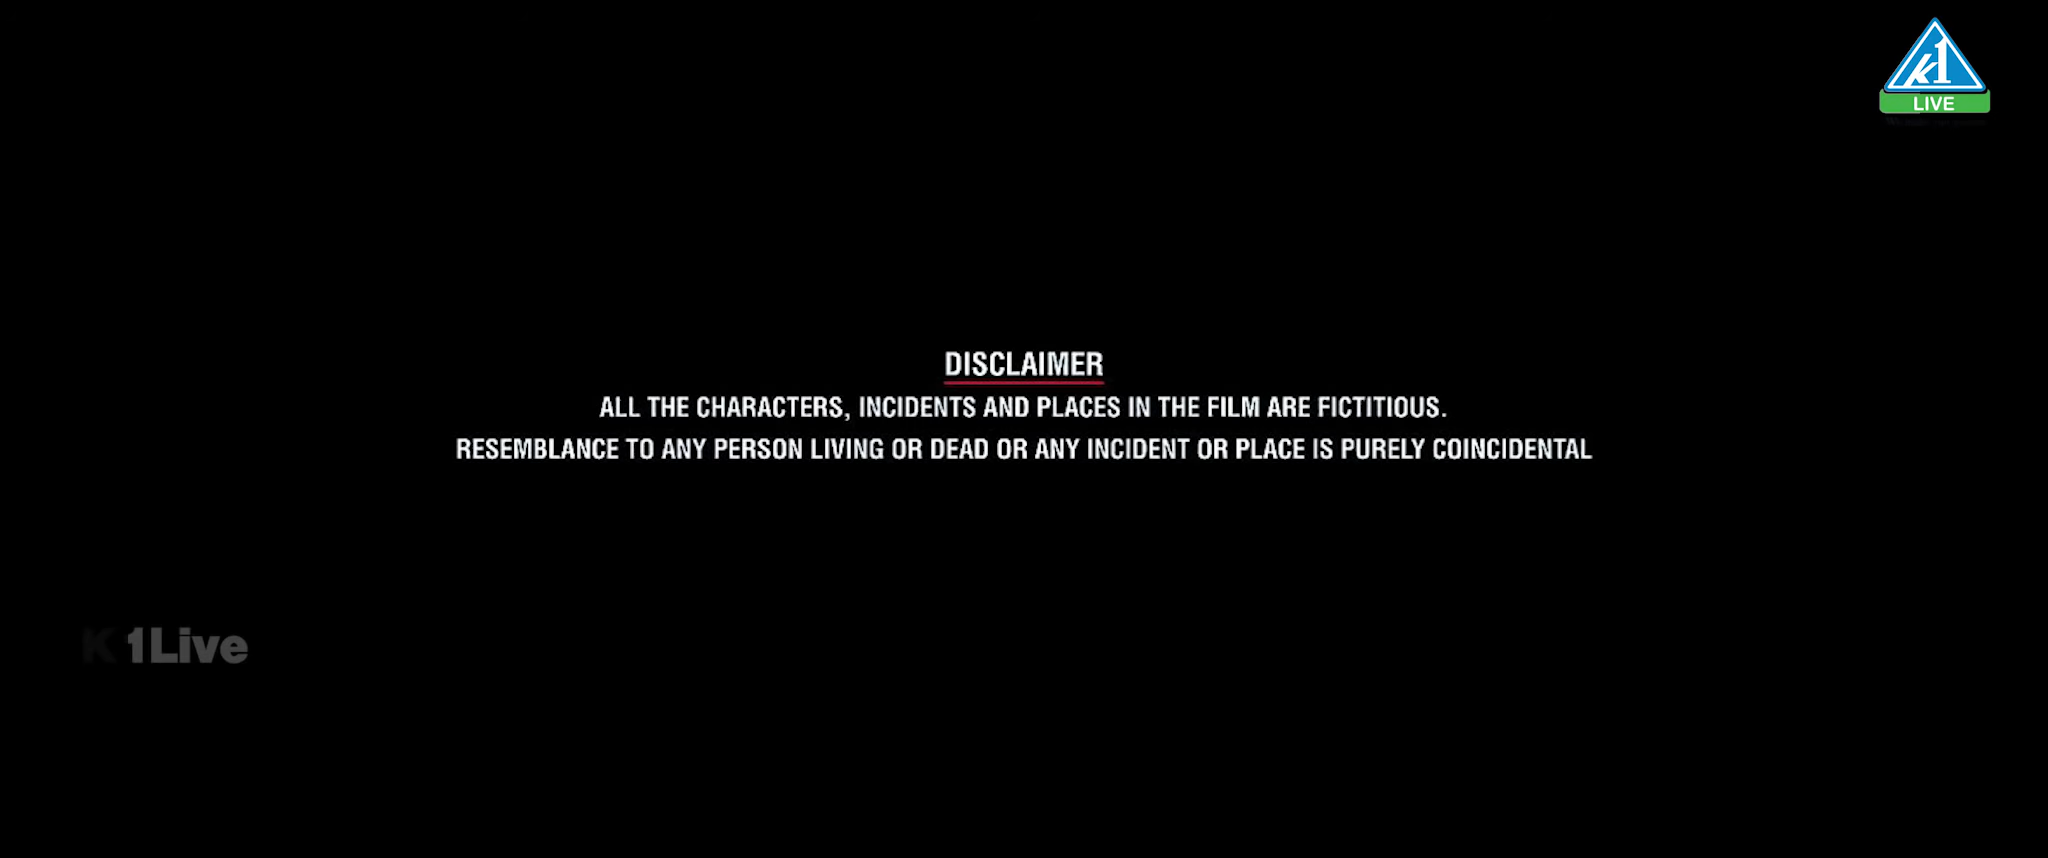 k1
LIVE
DISCLAIMER
ALL THE CHARACTERS, INCIDENTS AND PLACES IN THE FILM ARE FICTITIOUS.
RESEMBLANCE TO ANY PERSON LIVING OR DEAD OR ANY INCIDENT OR PLACE IS PURELY COINCIDENTAL
K1Live